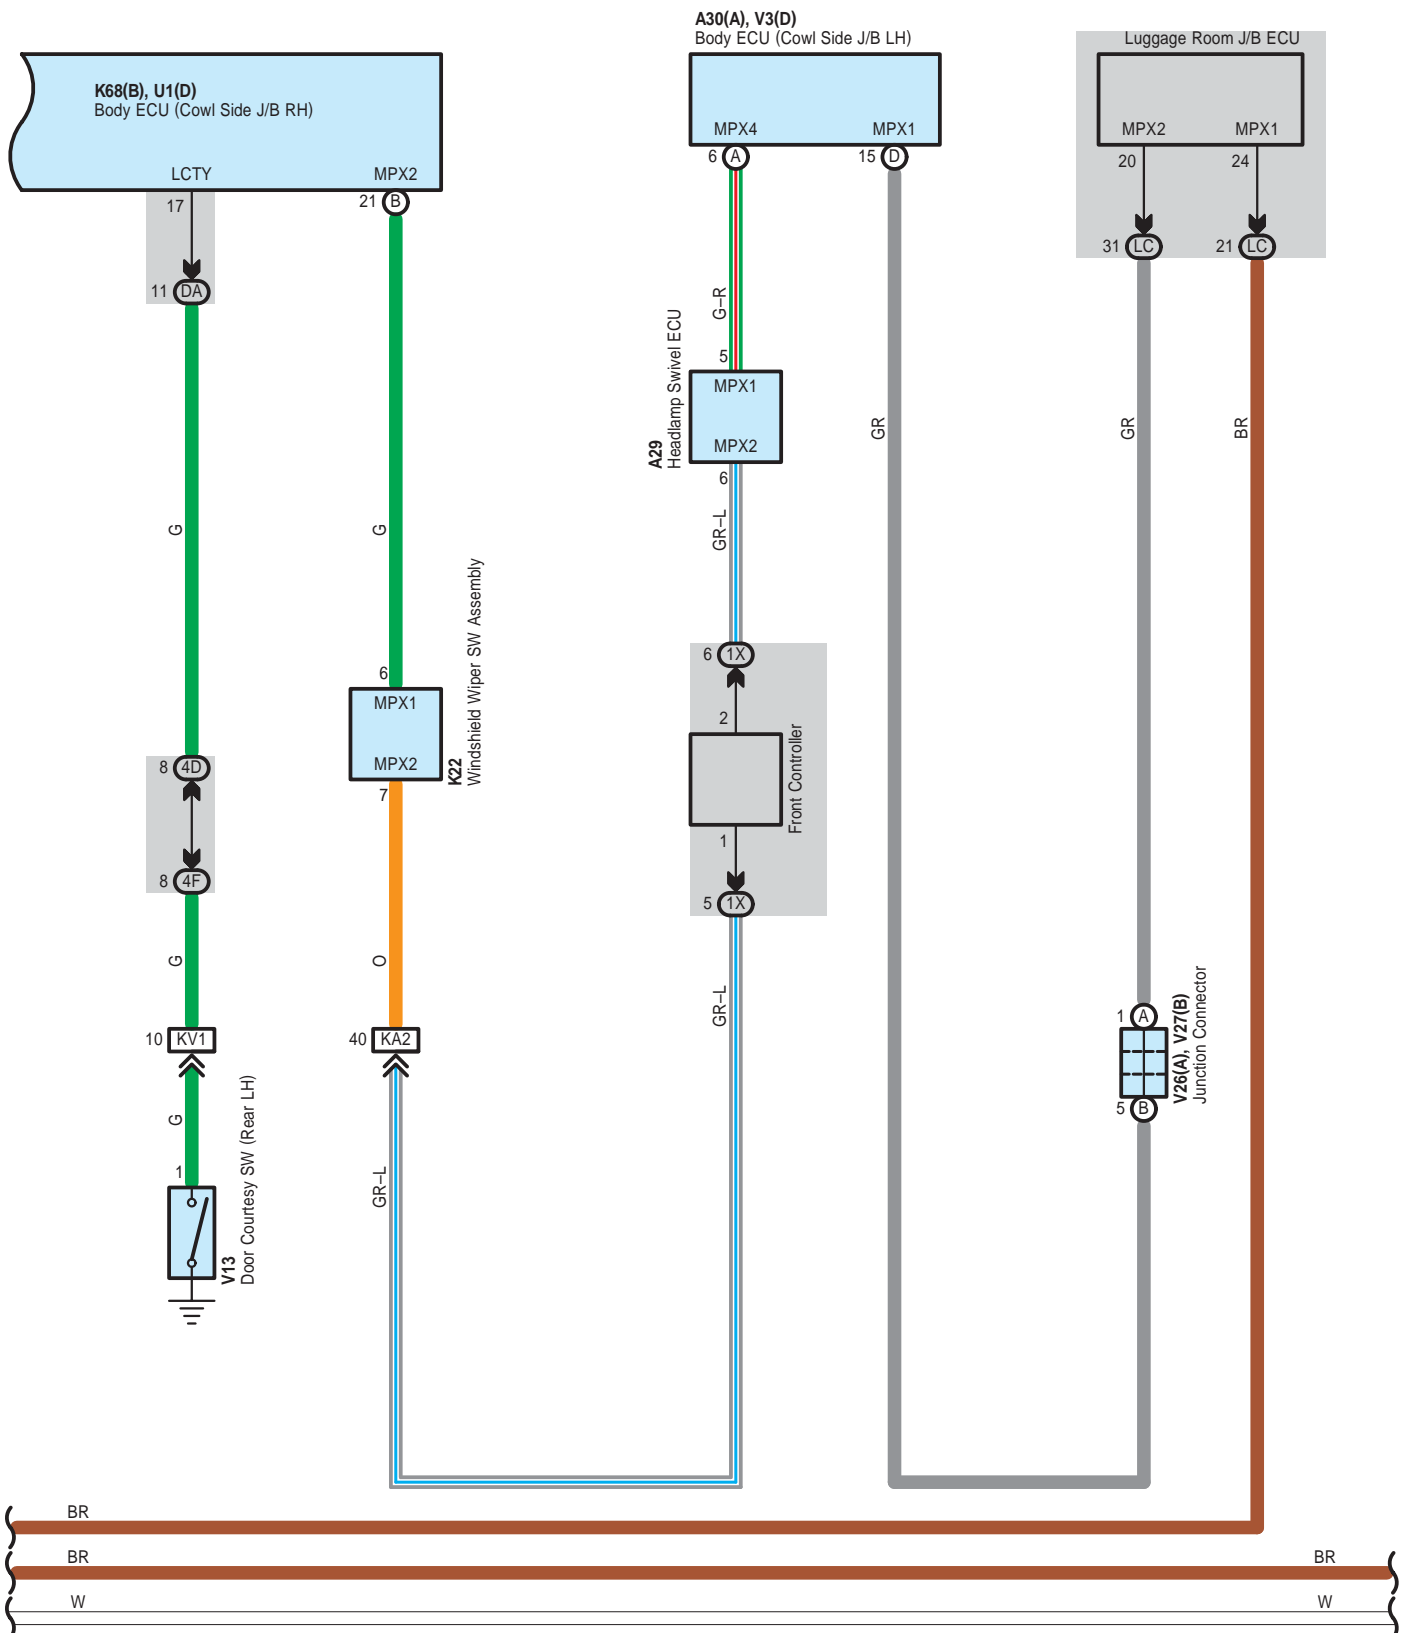 K68(B), U1(D)
Body ECU (Cowl Side J/B RH)
LCTY
MPX2
17
21 B
11 DA
G
G
8 4D
8 4F
G
10 KV1
G
1
V13
Door Courtesy SW (Rear LH)
6
MPX1
MPX2
7
K22
Windshield Wiper SW Assembly
O
40 KA2
GR–L
A30(A), V3(D)
Body ECU (Cowl Side J/B LH)
MPX4
MPX1
6 A
15 D
G–R
5
MPX1
MPX2
6
A29
Headlamp Swivel ECU
GR–L
6 1X
2
Front Controller
1
5 1X
GR–L
GR
Luggage Room J/B ECU
MPX2
MPX1
20
24
31 LC
21 LC
GR
BR
1 A
5 B
V26(A), V27(B)
Junction Connector
BR
BR
BR
W
W